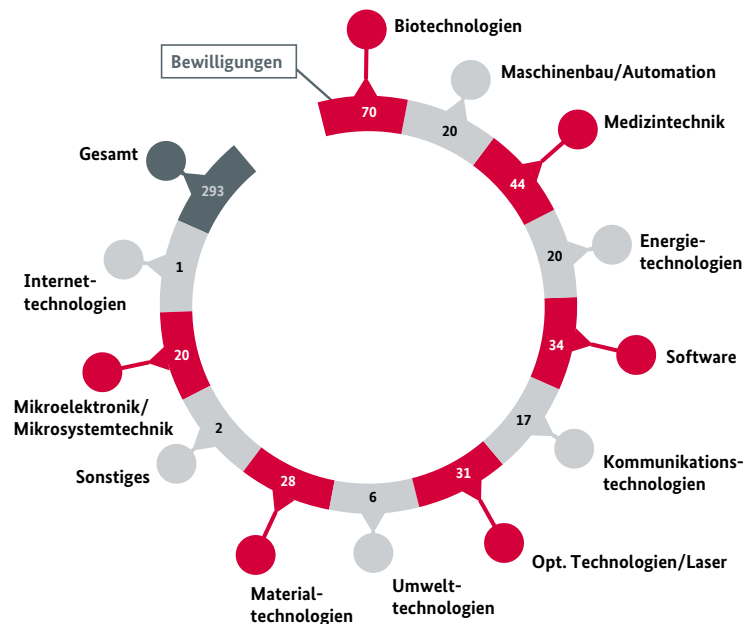 Bewilligungen
Biotechnologien
70
Maschinenbau/Automation
20
Medizintechnik
44
Energie-
technologien
20
Software
34
Kommunikations-
technologien
17
Opt. Technologien/Laser
31
Umwelt-
technologien
6
Material-
technologien
28
Sonstiges
2
Mikroelektronik/
Mikrosystemtechnik
20
Internet-
technologien
1
Gesamt
293